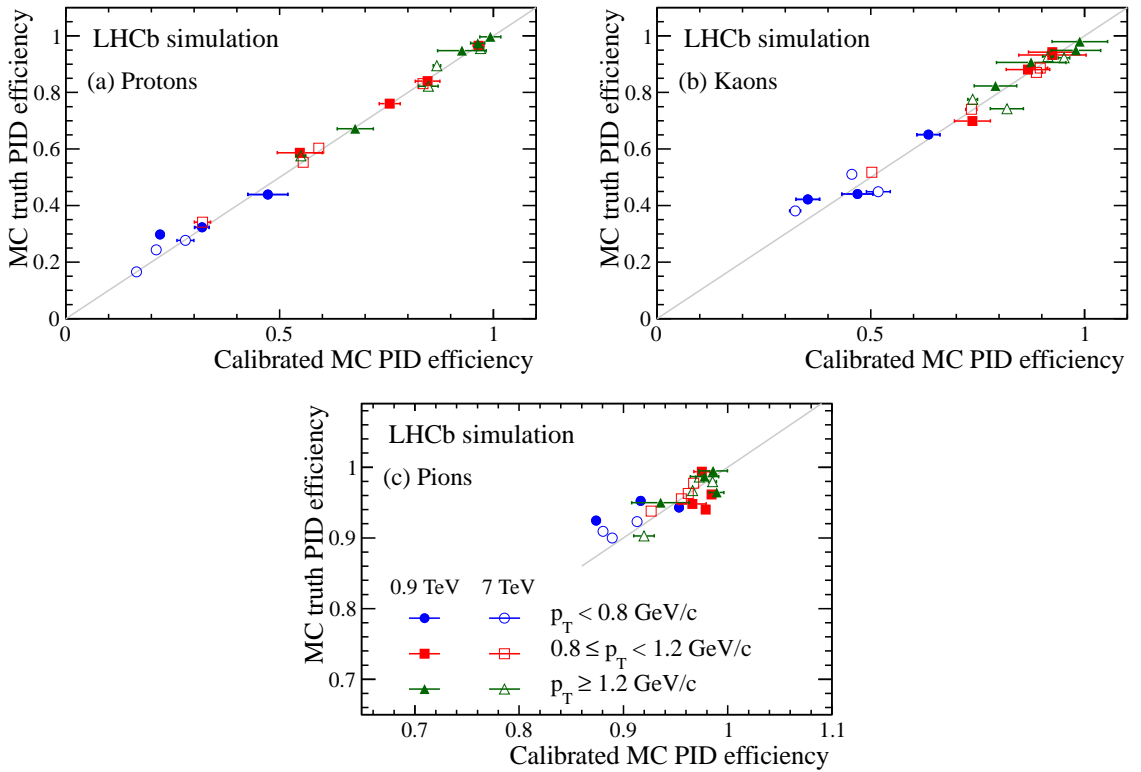 LHCb simulation
(a) Protons
MC truth PID efficiency
1
0.8
0.6
0.4
0.2
0
0 0.5 1
Calibrated MC PID efficiency
LHCb simulation
(b) Kaons
MC truth PID efficiency
1
0.8
0.6
0.4
0.2
0
0 0.5 1
Calibrated MC PID efficiency
LHCb simulation
(c) Pions
MC truth PID efficiency
1
0.9
0.8
0.7
0.9 TeV 7 TeV
p_T < 0.8 GeV/c
0.8 ≤ p_T < 1.2 GeV/c
p_T ≥ 1.2 GeV/c
0.7 0.8 0.9 1 1.1
Calibrated MC PID efficiency